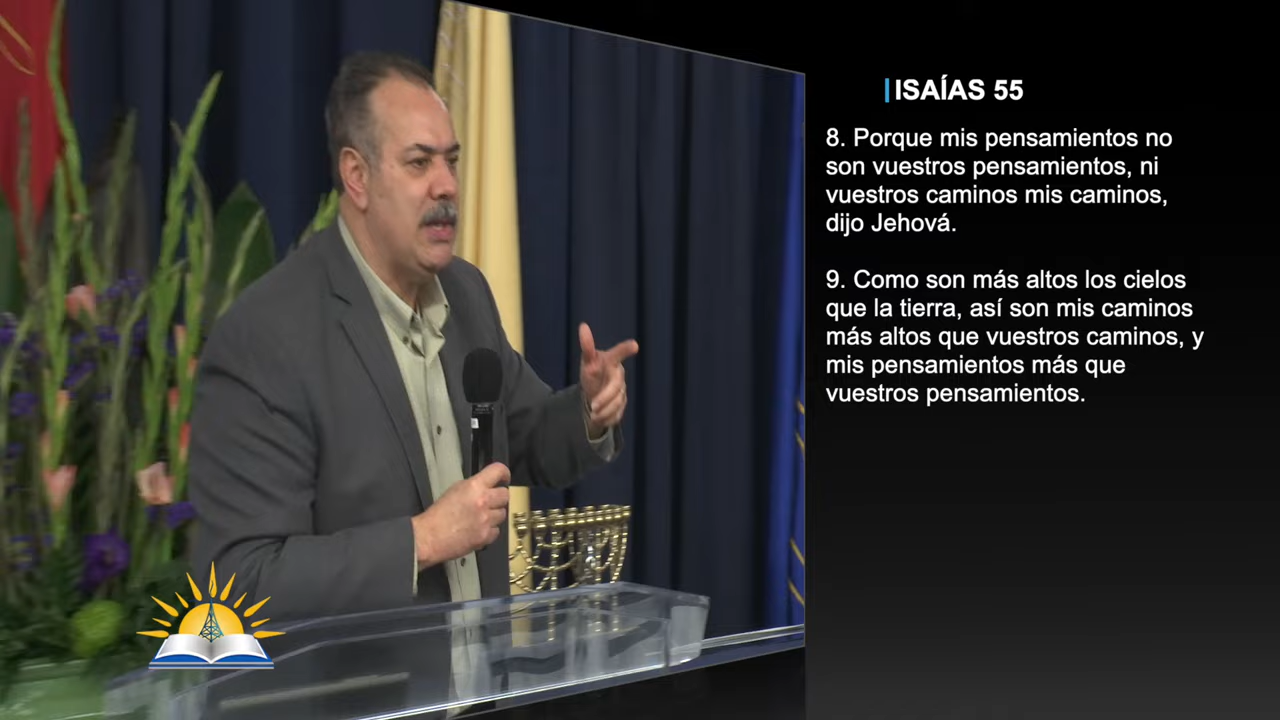 ISAÍAS 55
8. Porque mis pensamientos no
son vuestros pensamientos, ni
vuestros caminos mis caminos,
dijo Jehová.
9. Como son más altos los cielos
que la tierra, así son mis caminos
más altos que vuestros caminos, y
mis pensamientos más que
vuestros pensamientos.